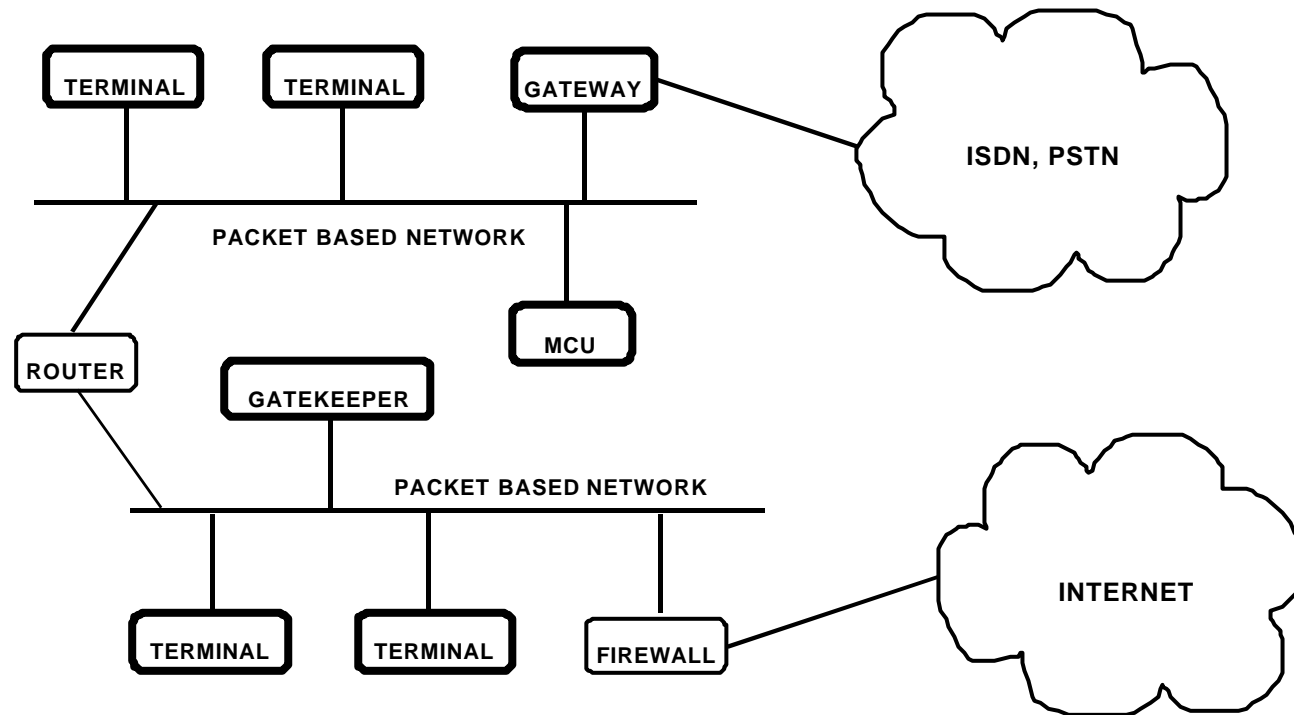 TERMINAL
TERMINAL
GATEWAY
ISDN, PSTN
PACKET BASED NETWORK
MCU
ROUTER
GATEKEEPER
PACKET BASED NETWORK
INTERNET
TERMINAL
TERMINAL
FIREWALL